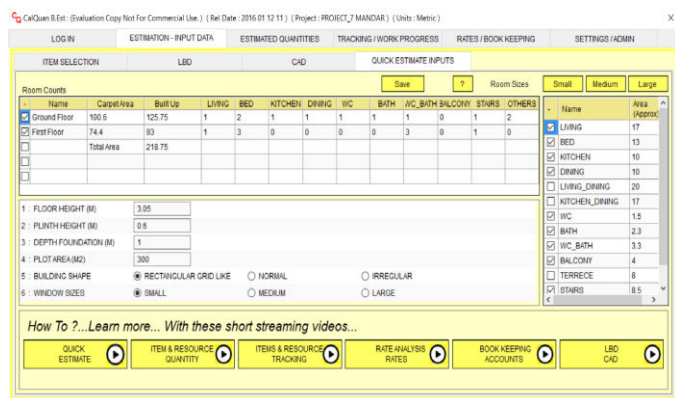 CalQuan B.Est : (Evaluation Copy Not For Commercial Use. ) ( Rel Date : 2016 01 12 11 ) ( Project : PROJECT_7 MANDAR ) ( Units : Metric )
LOG IN ESTIMATION - INPUT DATA ESTIMATED QUANTITIES TRACKING / WORK PROGRESS RATES / BOOK KEEPING SETTINGS / ADMIN
ITEM SELECTION LBD CAD QUICK ESTIMATE INPUTS
Room Counts Save ? Room Sizes Small Medium Large
- Name Carpet Area Built Up LIVING BED KITCHEN DINING WC BATH WC_BATH BALCONY STAIRS OTHERS
Ground Floor 100.6 125.75 1 2 1 1 1 1 1 0 1 2
First Floor 74.4 93 1 3 0 0 0 0 3 0 1 0
Total Area 218.75
- Name Area (Approx)
LIVING 17
BED 13
KITCHEN 10
DINING 10
LIVING_DINING 20
KITCHEN_DINING 17
WC 1.5
BATH 2.3
WC_BATH 3.3
BALCONY 4
TERRECE 8
STAIRS 8.5
1 : FLOOR HEIGHT (M) 3.05
2 : PLINTH HEIGHT (M) 0.5
3 : DEPTH FOUNDATION (M) 1
4 : PLOT AREA (M2) 300
5 : BUILDING SHAPE RECTANGULAR GRID LIKE NORMAL IRREGULAR
6 : WINDOW SIZES SMALL MEDIUM LARGE
How To ?...Learn more... With these short streaming videos...
QUICK ESTIMATE
ITEM & RESOURCE QUANTITY
ITEMS & RESOURCE TRACKING
RATE ANALYSIS RATES
BOOK KEEPING ACCOUNTS
LBD CAD